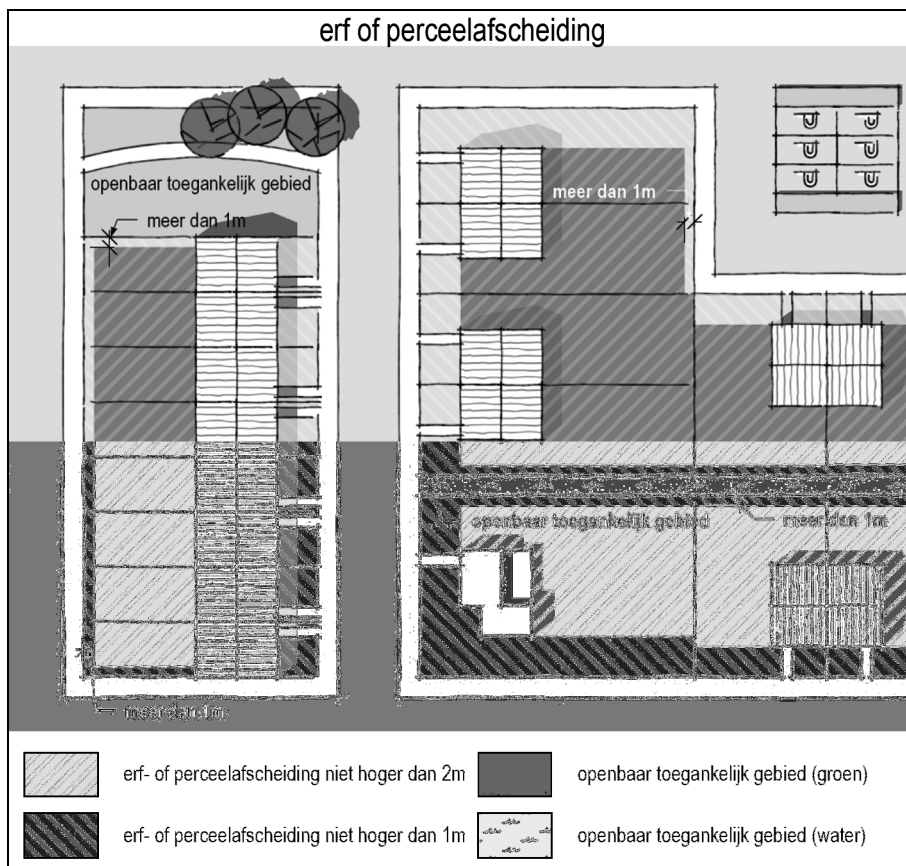 erf of perceelafscheiding
openbaar toegankelijk gebied
meer dan 1m
meer dan 1m
openbaar toegankelijk gebied
meer dan 1m
meer dan 1m
erf- of perceelafscheiding niet hoger dan 2m
openbaar toegankelijk gebied (groen)
erf- of perceelafscheiding niet hoger dan 1m
openbaar toegankelijk gebied (water)